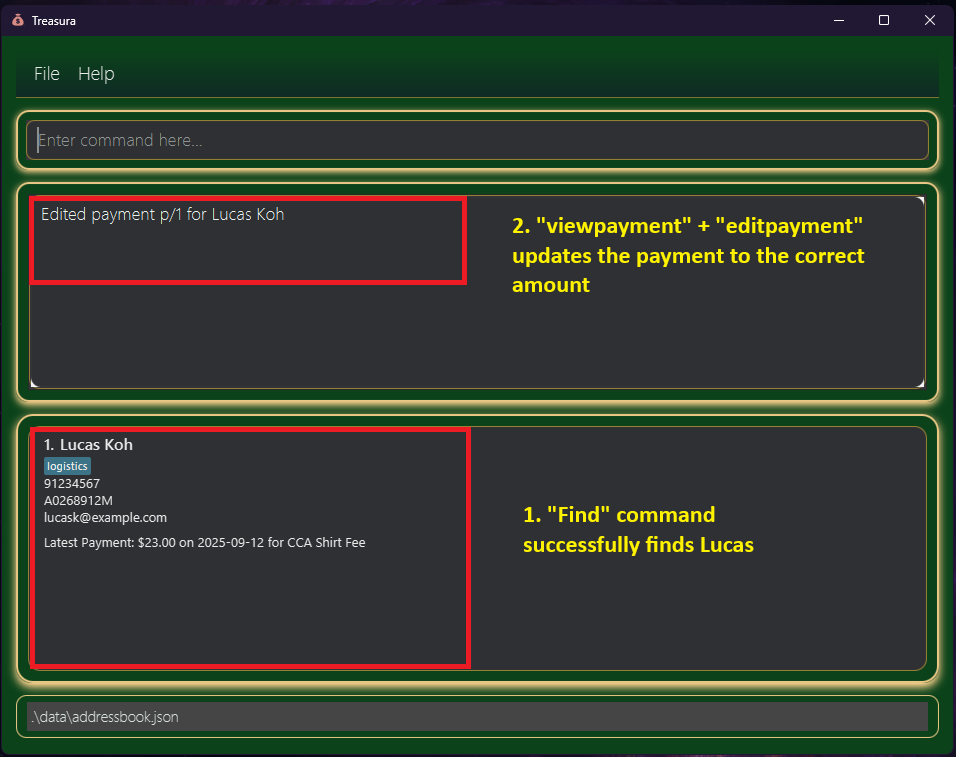 Treasura
File Help
Enter command here...
Edited payment p/1 for Lucas Koh
2. "viewpayment" + "editpayment"
updates the payment to the correct
amount
1. Lucas Koh
logistics
91234567
A0268912M
lucask@example.com
Latest Payment: $23.00 on 2025-09-12 for CCA Shirt Fee
1. "Find" command
successfully finds Lucas
.\data\addressbook.json